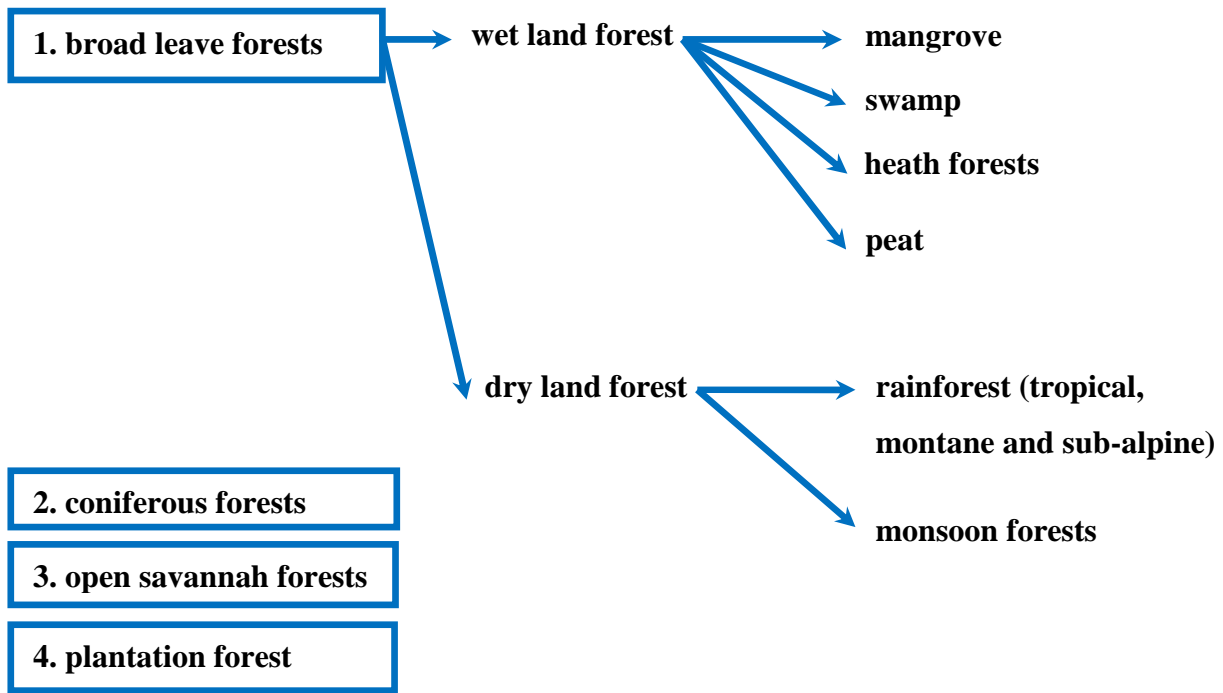 1. broad leave forests
wet land forest
mangrove
swamp
heath forests
peat
dry land forest
rainforest (tropical,
montane and sub-alpine)
monsoon forests
2. coniferous forests
3. open savannah forests
4. plantation forest